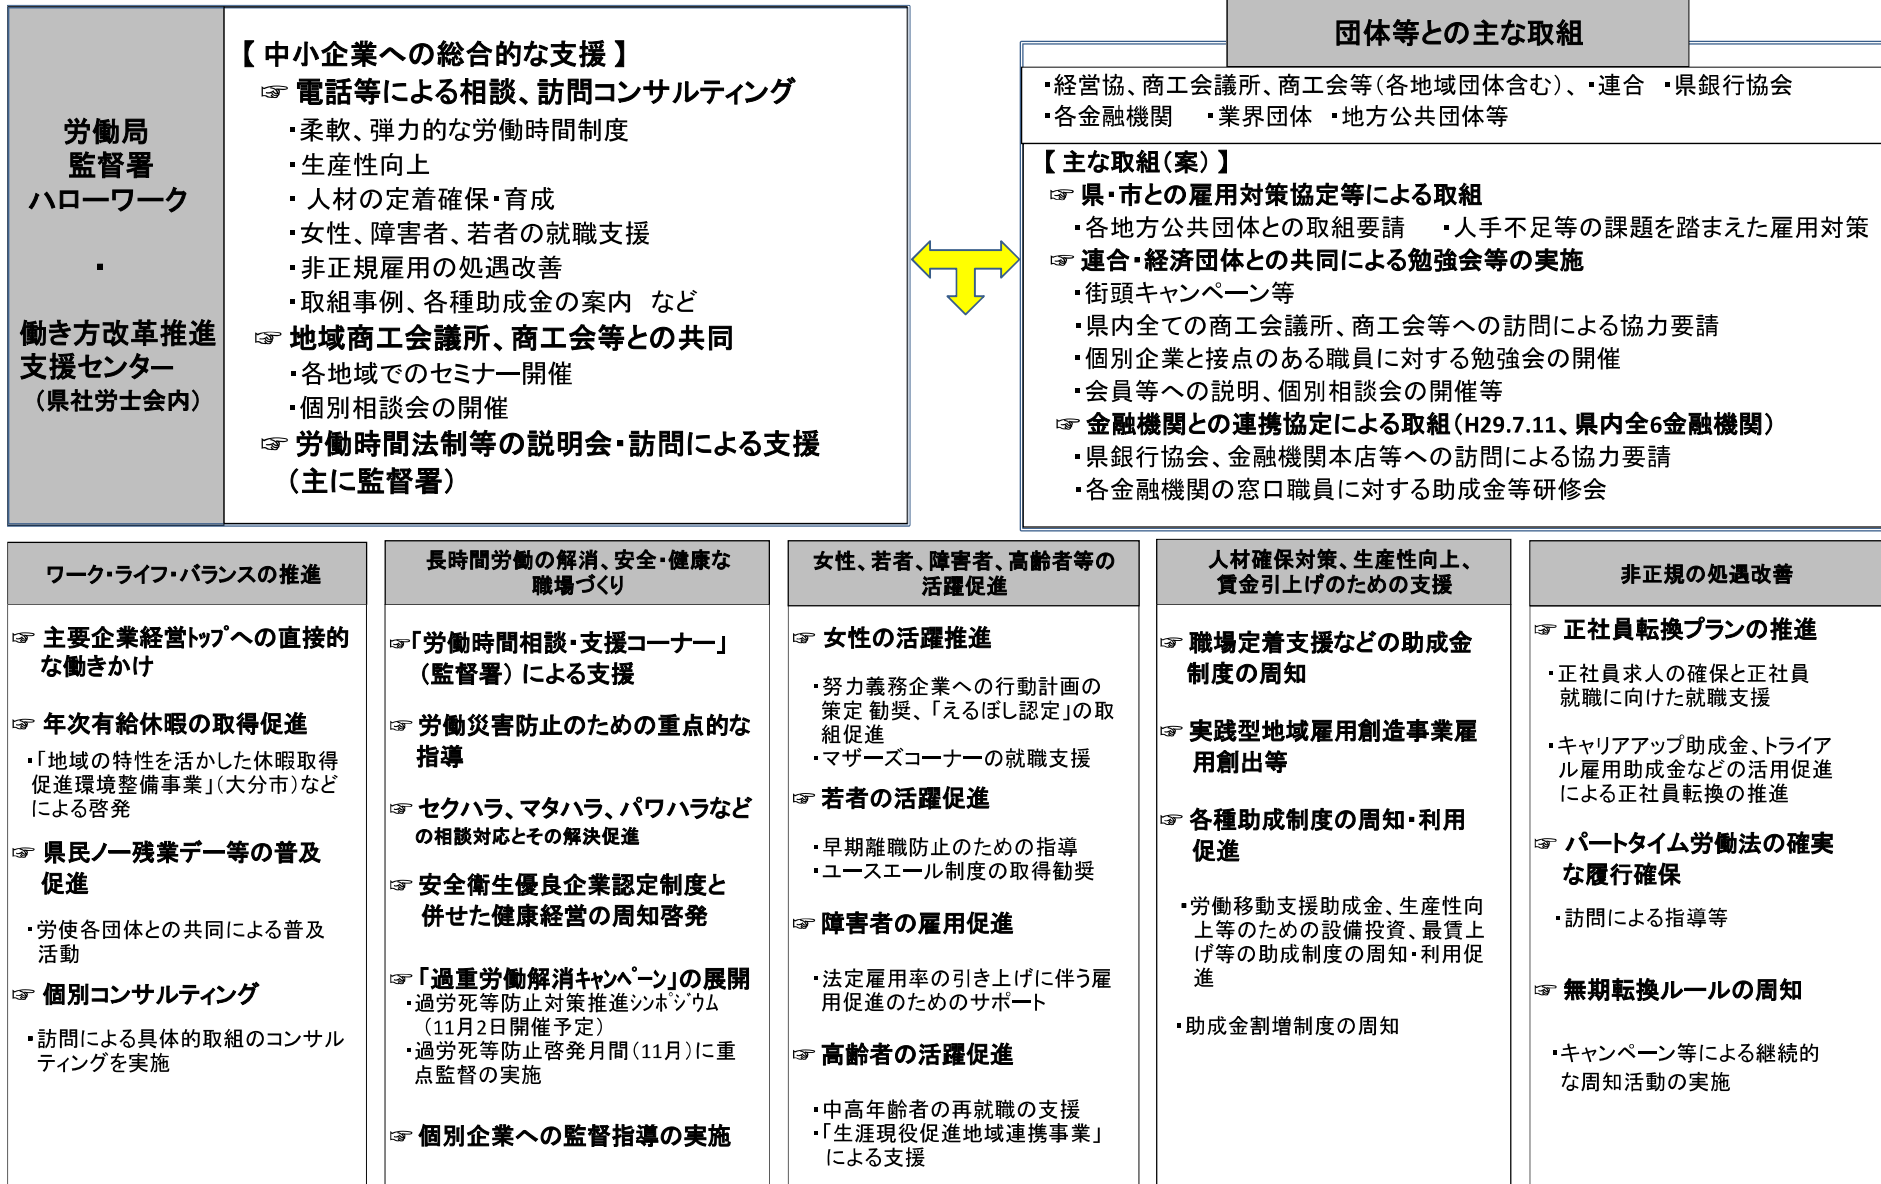 労働局
監督署
ハローワーク
・
働き方改革推進
支援センター
（県社労士会内）
【 中小企業への総合的な支援 】
☞ 電話等による相談、訪問コンサルティング
・柔軟、弾力的な労働時間制度
・生産性向上
・ 人材の定着確保・育成
・女性、障害者、若者の就職支援
・非正規雇用の処遇改善
・取組事例、各種助成金の案内　など
☞ 地域商工会議所、商工会等との共同
・各地域でのセミナー開催
・個別相談会の開催
☞ 労働時間法制等の説明会・訪問による支援
（主に監督署）
団体等との主な取組
・経営協、商工会議所、商工会等（各地域団体含む）、・連合　・県銀行協会
・各金融機関　・業界団体　・地方公共団体等
【 主な取組（案）】
☞ 県・市との雇用対策協定等による取組
・各地方公共団体との取組要請　・人手不足等の課題を踏まえた雇用対策
☞ 連合・経済団体との共同による勉強会等の実施
・街頭キャンペーン等
・県内全ての商工会議所、商工会等への訪問による協力要請
・個別企業と接点のある職員に対する勉強会の開催
・会員等への説明、個別相談会の開催等
☞ 金融機関との連携協定による取組（H29.7.11、県内全6金融機関）
・県銀行協会、金融機関本店等への訪問による協力要請
・各金融機関の窓口職員に対する助成金等研修会
ワーク・ライフ・バランスの推進
☞ 主要企業経営ﾄｯﾌﾟへの直接的
な働きかけ
☞ 年次有給休暇の取得促進
・「地域の特性を活かした休暇取得
促進環境整備事業」（大分市）など
による啓発
☞ 県民ノー残業デー等の普及
促進
・労使各団体との共同による普及
活動
☞ 個別コンサルティング
・訪問による具体的取組のコンサル
ティングを実施
長時間労働の解消、安全・健康な
職場づくり
☞「労働時間相談・支援コーナー」
（監督署） による支援
☞ 労働災害防止のための重点的な
指導
☞ セクハラ、マタハラ、パワハラなど
の相談対応とその解決促進
☞ 安全衛生優良企業認定制度と
併せた健康経営の周知啓発
☞「過重労働解消ｷｬﾝﾍﾟｰﾝ」の展開
・過労死等防止対策推進ｼﾝﾎﾟｼﾞｳﾑ
（11月2日開催予定）
・過労死等防止啓発月間（11月）に重
点監督の実施
☞ 個別企業への監督指導の実施
女性、若者、障害者、高齢者等の
活躍促進
☞ 女性の活躍推進
・努力義務企業への行動計画の
策定 勧奨、「えるぼし認定」の取
組促進
・マザーズコーナーの就職支援
☞ 若者の活躍促進
・早期離職防止のための指導
・ユースエール制度の取得勧奨
☞ 障害者の雇用促進
・法定雇用率の引き上げに伴う雇
用促進のためのサポート
☞ 高齢者の活躍促進
・中高年齢者の再就職の支援
・「生涯現役促進地域連携事業」
による支援
人材確保対策、生産性向上、
賃金引上げのための支援
☞ 職場定着支援などの助成金
制度の周知
☞ 実践型地域雇用創造事業雇
用創出等
☞ 各種助成制度の周知・利用
促進
・労働移動支援助成金、生産性向
上等のための設備投資、最賃上
げ等の助成制度の周知・利用促
進
・助成金割増制度の周知
非正規の処遇改善
☞ 正社員転換プランの推進
・正社員求人の確保と正社員
就職に向けた就職支援
・キャリアアップ助成金、トライア
ル雇用助成金などの活用促進
による正社員転換の推進
☞ パートタイム労働法の確実
な履行確保
・訪問による指導等
☞ 無期転換ルールの周知
・キャンペーン等による継続的
な周知活動の実施